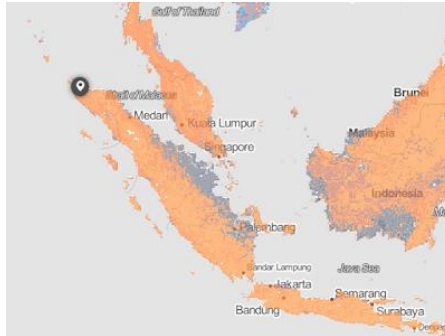 Gulf of Thailand
Strait of Malacca
Medan
Kuala Lumpur
Singapore
Brunei
Malaysia
Indonesia
Palembang
Bandar Lampung
Java Sea
Jakarta
Semarang
Bandung
Surabaya